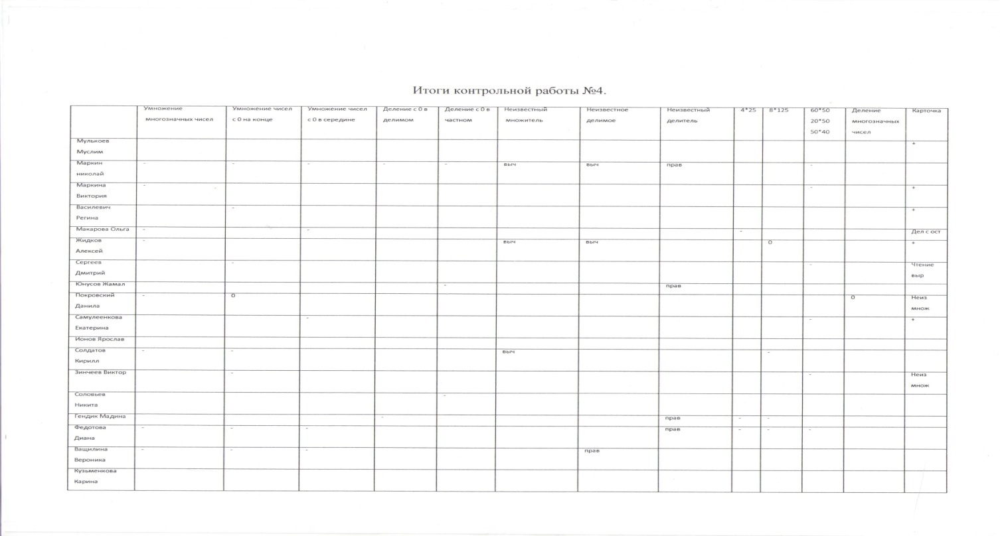 Итоги контрольной работы №4.
Умножение многозначных чисел | Умножение чисел с 0 на конце | Умножение чисел с 0 в середине | Деление с 0 в делимом | Деление с 0 в частном | Неизвестный множитель | Неизвестное делимое | Неизвестный делитель | 4*25 | 8*125 | 60*50 20*50 50*40 | Деление многозначных чисел | Карточка
Мулькоев Муслим | | | | | | | | | | | | | +
Маркин николай | - | - | - | - | - | выч | выч | прав | | | - | |
Маркина Виктория | - | | | | | | | | | | - | | +
Василевич Регина | | - | | | | | | | | | | | +
Макарова Ольга | - | | - | | | | | | - | | | | Дел с ост
Жидков Алексей | - | | | | | выч | выч | | | 0 | | | +
Сергеев Дмитрий | | - | | | | | | | | | - | | Чтение выр
Юнусов Жамал | | | | | - | | | прав | | | | |
Покровский Данила | - | 0 | | | | | | | | | | 0 | Неиз множ
Самулеенкова Екатерина | | | - | | | | | | | | - | | +
Ионов Ярослав
Солдатов Кирилл | - | - | | | | выч | | | | - | | |
Зинчеев Виктор | | - | | | | | | | | | - | | Неиз множ
Соловьев Никита | | | | | - | | | | | | | |
Гендик Мадина | | | | - | | | | прав | - | - | | |
Федотова Диана | - | - | - | | | | | прав | - | - | - | |
Ващилина Вероника | - | - | - | | | | прав | | | | | |
Кузьменкова Карина